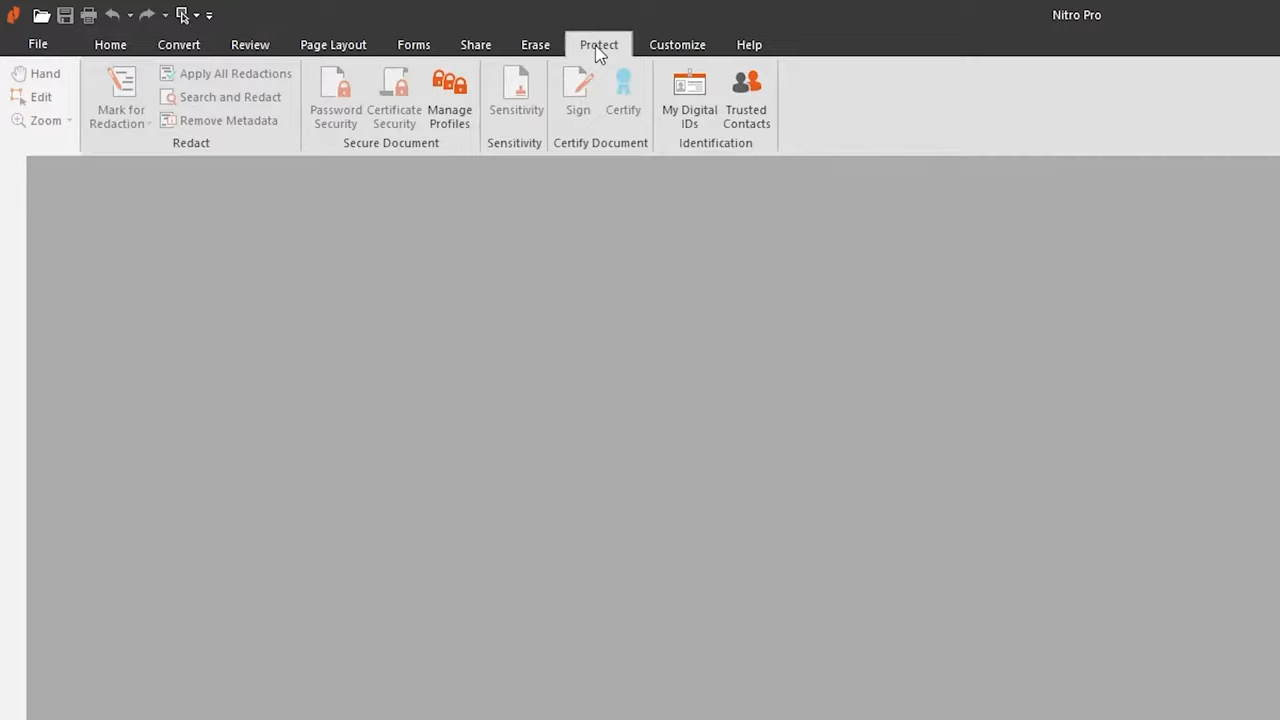 Nitro Pro
File Home Convert Review Page Layout Forms Share Erase Protect Customize Help
Hand
Edit
Zoom
Mark for
Redaction
Apply All Redactions
Search and Redact
Remove Metadata
Redact
Password
Security
Certificate
Security
Manage
Profiles
Secure Document
Sensitivity
Sensitivity
Sign
Certify
Certify Document
My Digital
IDs
Trusted
Contacts
Identification